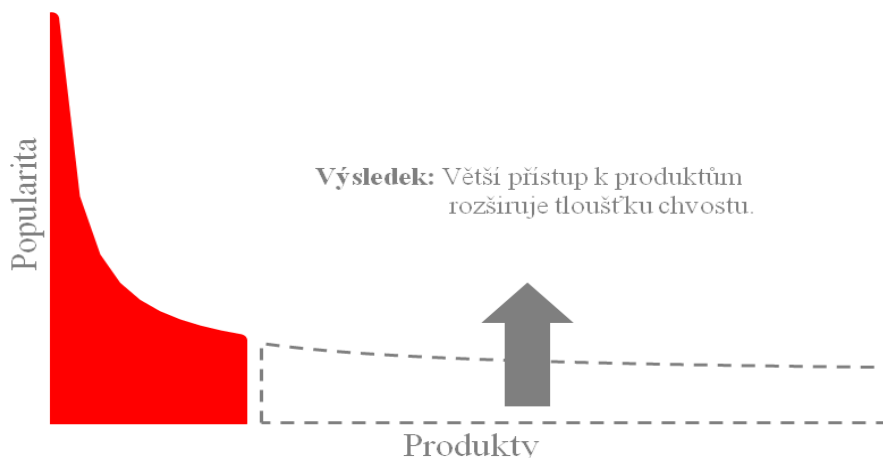 Popularita
Výsledek: Větší přístup k produktům
rozširuje tloušťku chvostu.
Produkty